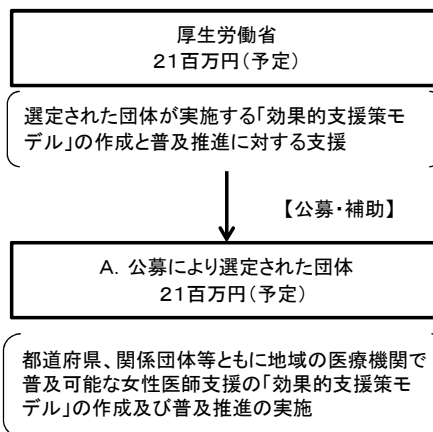 厚生労働省
21百万円(予定)
選定された団体が実施する「効果的支援策モ
デル」の作成と普及推進に対する支援
【公募・補助】
A. 公募により選定された団体
21百万円(予定)
都道府県、関係団体等ともに地域の医療機関で
普及可能な女性医師支援の「効果的支援策モ
デル」の作成及び普及推進の実施